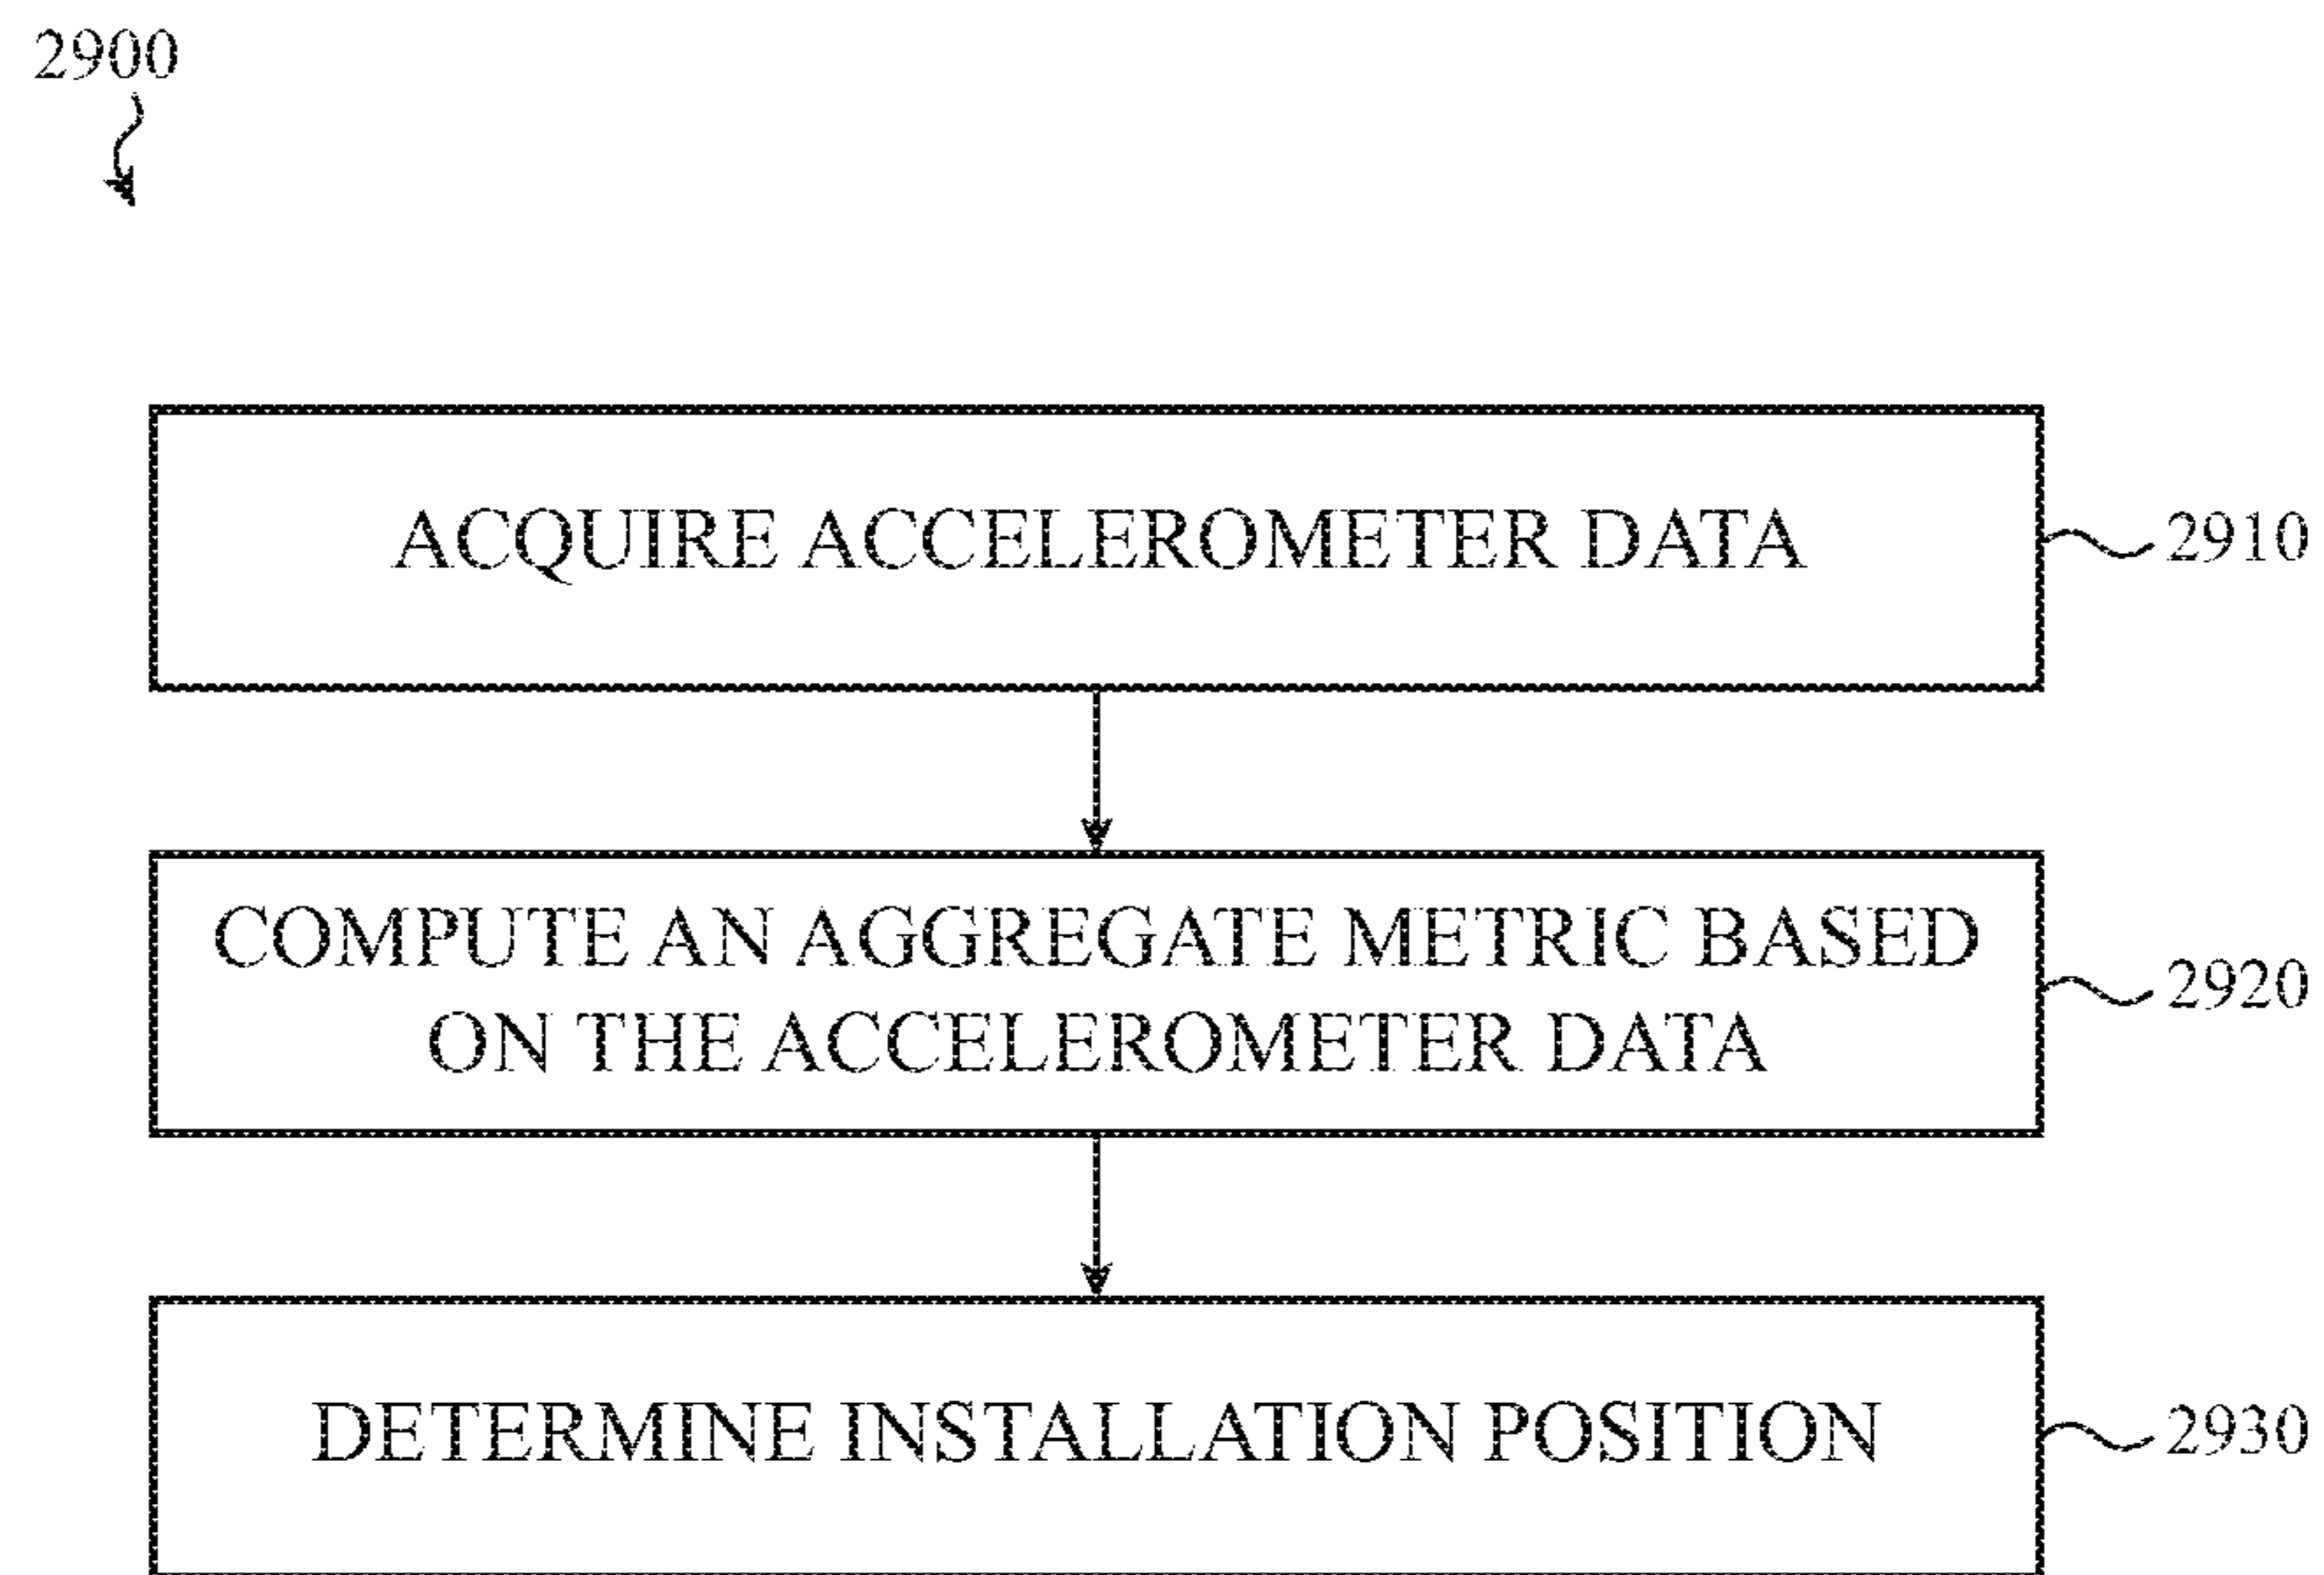 2900
ACQUIRE ACCELEROMETER DATA
2910
COMPUTE AN AGGREGATE METRIC BASED
ON THE ACCELEROMETER DATA
2920
DETERMINE INSTALLATION POSITION
2930